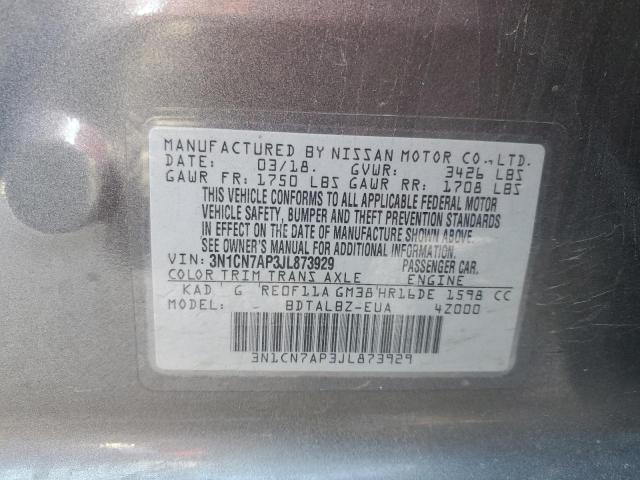 MANUFACTURED BY NISSAN MOTOR CO., LTD.
DATE: 03/18. GVWR: 3426 LBS
GAWR FR: 1750 LBS GAWR RR: 1708 LBS
THIS VEHICLE CONFORMS TO ALL APPLICABLE FEDERAL MOTOR
VEHICLE SAFETY, BUMPER AND THEFT PREVENTION STANDARDS
IN EFFECT ON THE DATE OF MANUFACTURE SHOWN ABOVE.
SEE OWNER'S MANUAL FOR ADDITIONAL INFORMATION.
VIN: 3N1CN7AP3JL873929 PASSENGER CAR.
COLOR TRIM TRANS AXLE ENGINE
KAD G RE0F11A GM38 HR16DE 1598 CC
MODEL: - BDTALBZ-EUA 4Z000
3N1CN7AP3JL873929